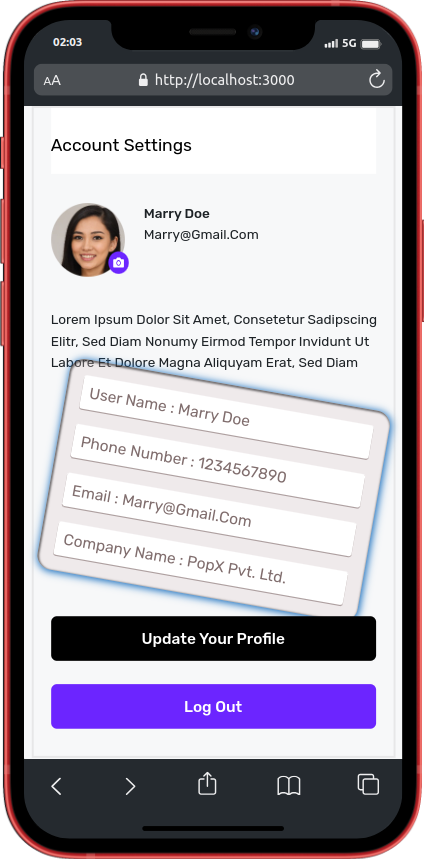 02:03
5G
AA
http://localhost:3000
Account Settings
Marry Doe
Marry@Gmail.Com
Lorem Ipsum Dolor Sit Amet, Consetetur Sadipscing
Elitr, Sed Diam Nonumy Eirmod Tempor Invidunt Ut
Labore Et Dolore Magna Aliquyam Erat, Sed Diam
User Name : Marry Doe
Phone Number : 1234567890
Email : Marry@Gmail.Com
Company Name : PopX Pvt. Ltd.
Update Your Profile
Log Out